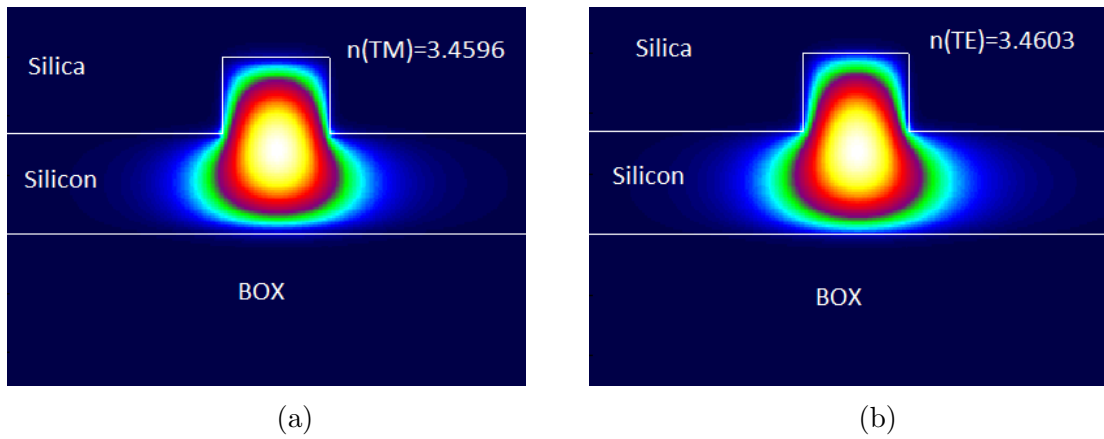 Silica
n(TM)=3.4596
Silicon
BOX
(a)
Silica
n(TE)=3.4603
Silicon
BOX
(b)